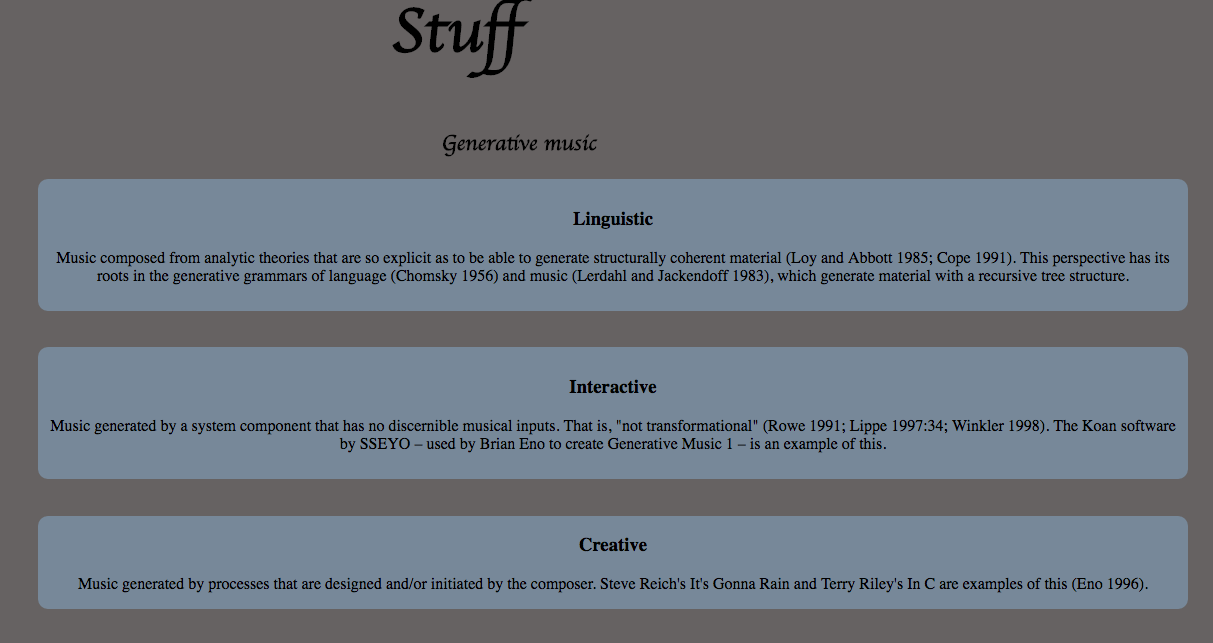 Stuff
Generative music
Linguistic
Music composed from analytic theories that are so explicit as to be able to generate structurally coherent material (Loy and Abbott 1985; Cope 1991). This perspective has its
roots in the generative grammars of language (Chomsky 1956) and music (Lerdahl and Jackendoff 1983), which generate material with a recursive tree structure.
Interactive
Music generated by a system component that has no discernible musical inputs. That is, "not transformational" (Rowe 1991; Lippe 1997:34; Winkler 1998). The Koan software
by SSEYO – used by Brian Eno to create Generative Music 1 – is an example of this.
Creative
Music generated by processes that are designed and/or initiated by the composer. Steve Reich's It's Gonna Rain and Terry Riley's In C are examples of this (Eno 1996).